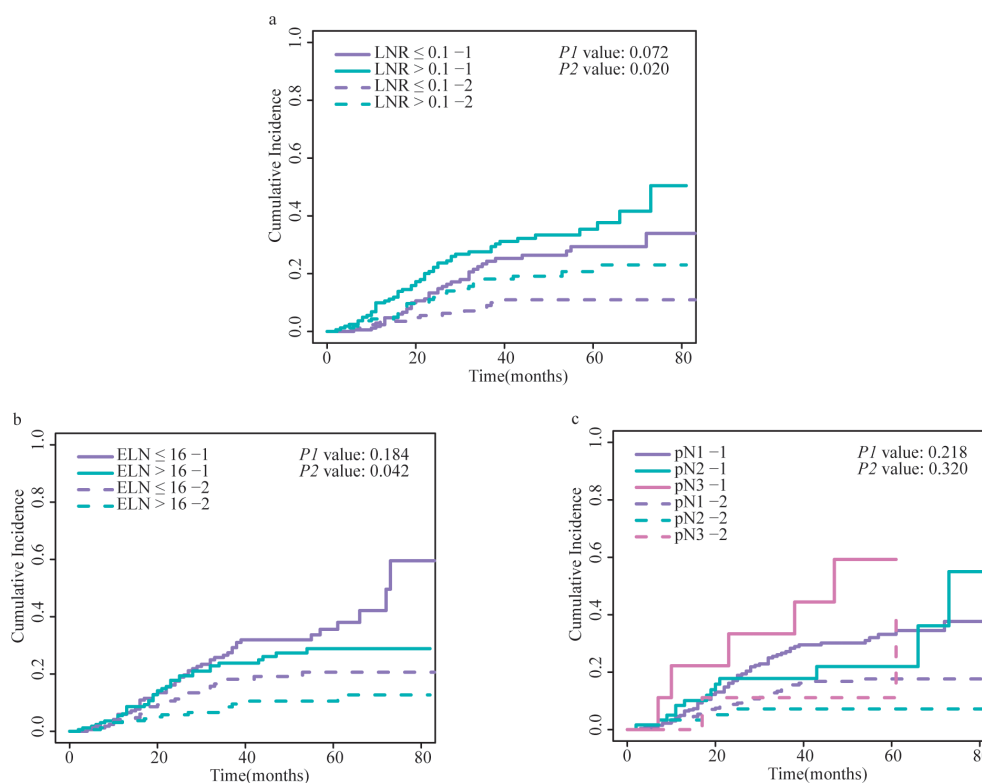 a
1.0
0.8
0.6
0.4
0.2
0.0
Cumulative Incidence
LNR ≤ 0.1 −1
LNR > 0.1 −1
LNR ≤ 0.1 −2
LNR > 0.1 −2
P1 value: 0.072
P2 value: 0.020
0 20 40 60 80
Time(months)
b
1.0
0.8
0.6
0.4
0.2
0.0
Cumulative Incidence
ELN ≤ 16 −1
ELN > 16 −1
ELN ≤ 16 −2
ELN > 16 −2
P1 value: 0.184
P2 value: 0.042
0 20 40 60 80
Time(months)
c
1.0
0.8
0.6
0.4
0.2
0.0
Cumulative Incidence
pN1 −1
pN2 −1
pN3 −1
pN1 −2
pN2 −2
pN3 −2
P1 value: 0.218
P2 value: 0.320
0 20 40 60 80
Time(months)